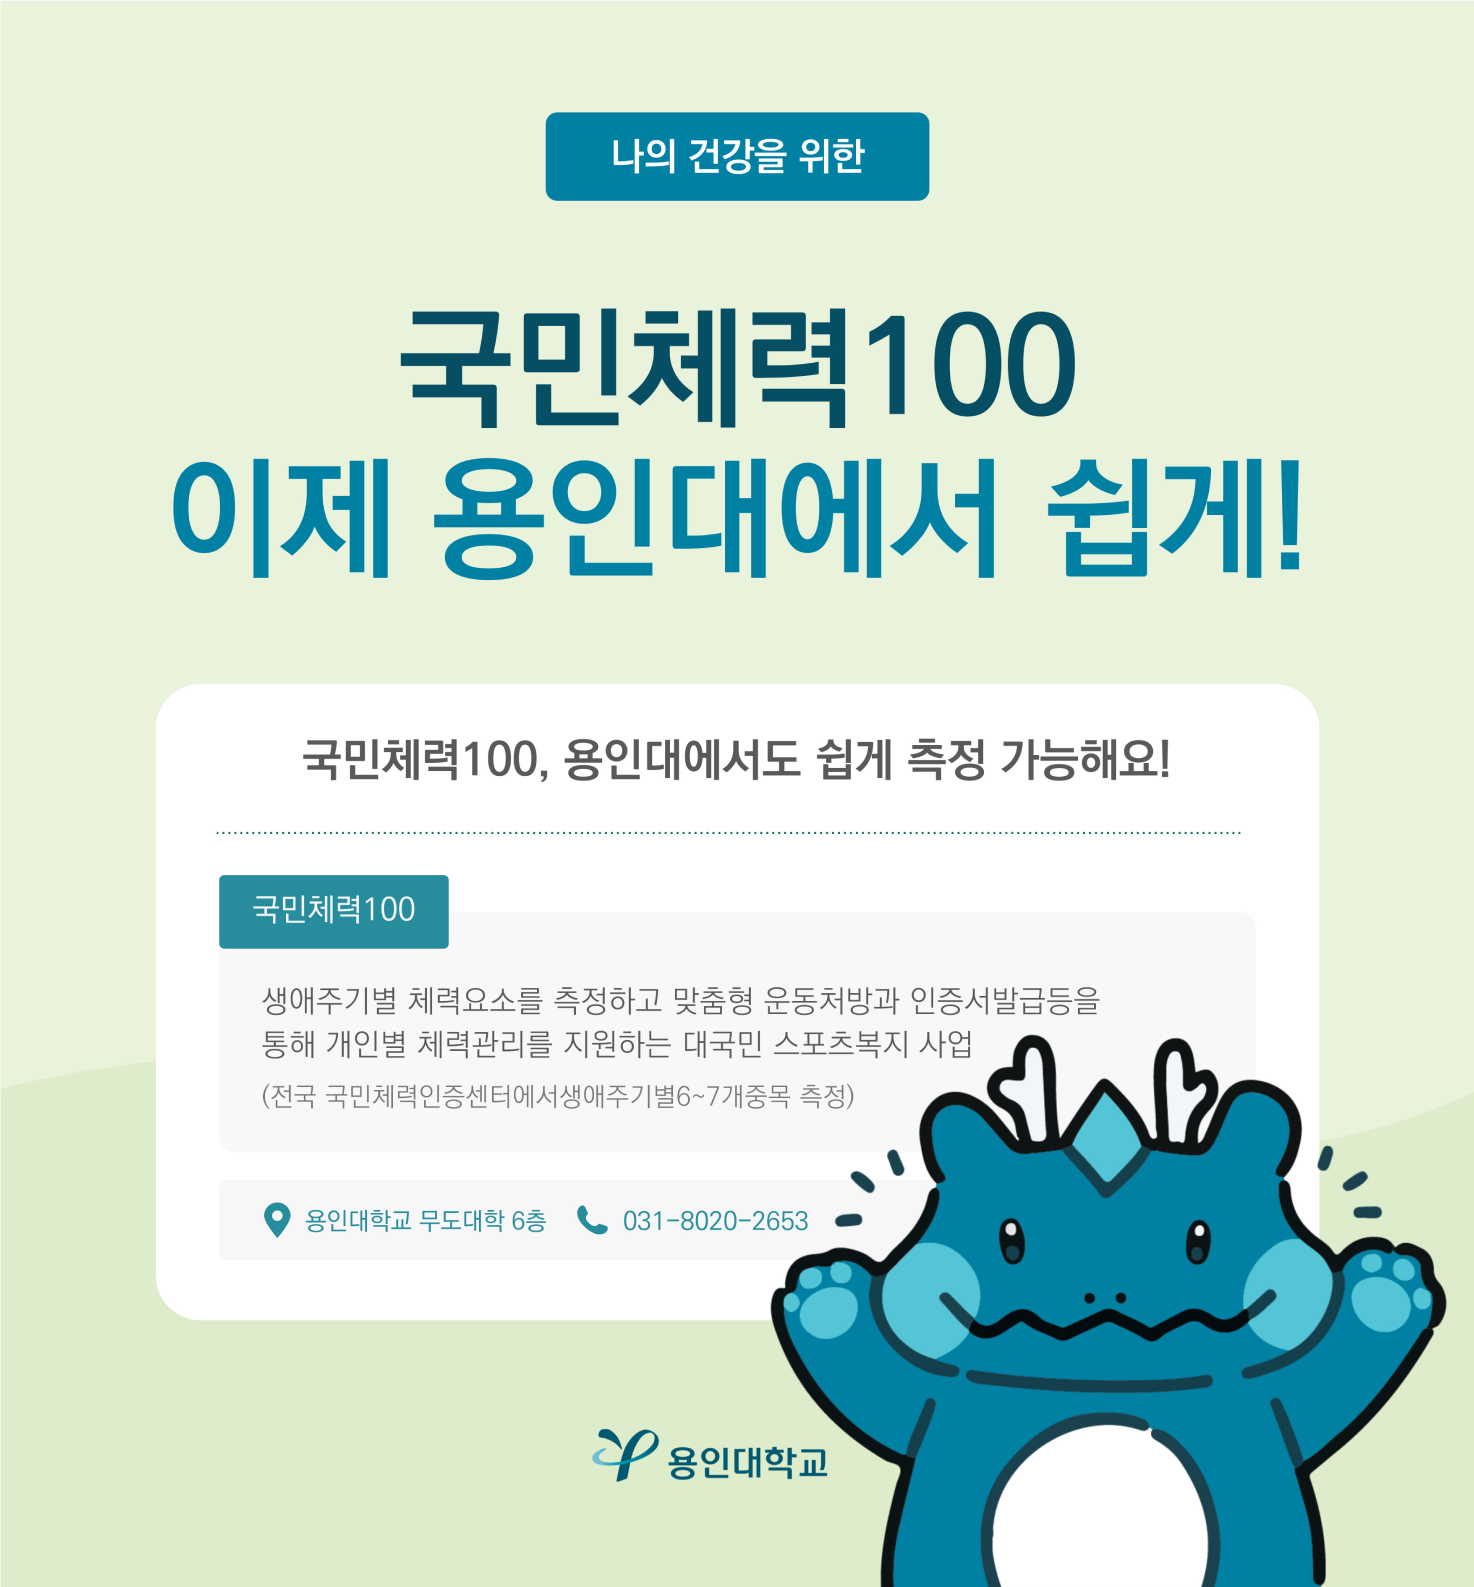 나의 건강을 위한
국민체력100
이제 용인대에서 쉽게!
국민체력100, 용인대에서도 쉽게 측정 가능해요!
국민체력100
생애주기별 체력요소를 측정하고 맞춤형 운동처방과 인증서발급등을
통해 개인별 체력관리를 지원하는 대국민 스포츠복지 사업
(전국 국민체력인증센터에서생애주기별6~7개중목 측정)
용인대학교 무도대학 6층 031-8020-2653
용인대학교